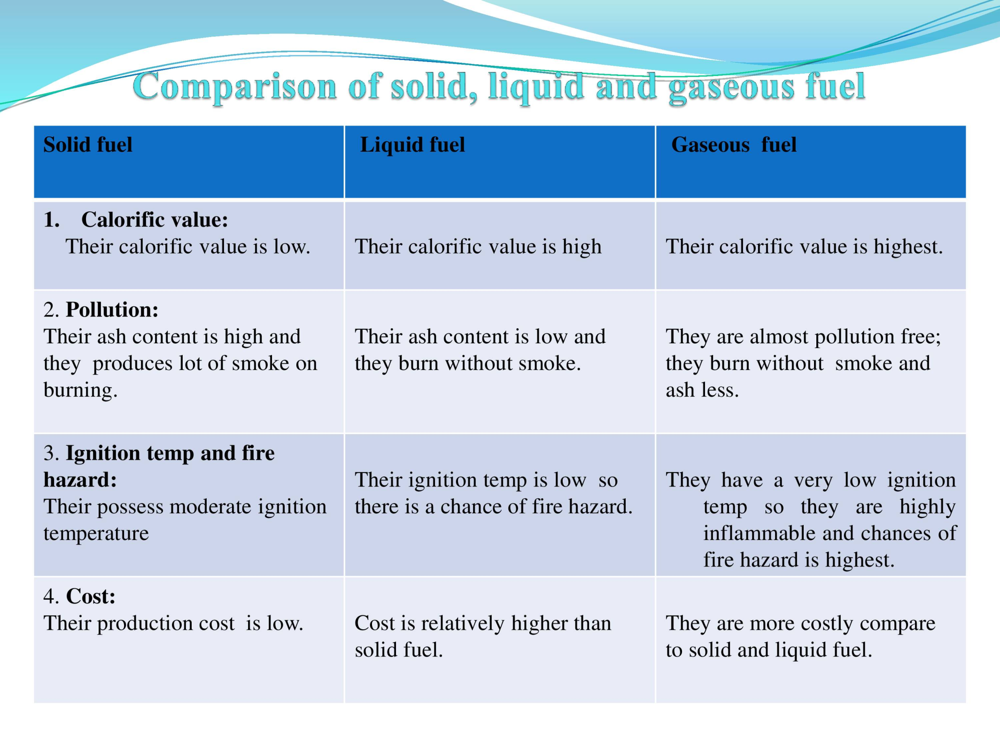 Comparison of solid, liquid and gaseous fuel
Solid fuel
Liquid fuel
Gaseous fuel
1. Calorific value:
Their calorific value is low.
Their calorific value is high
Their calorific value is highest.
2. Pollution:
Their ash content is high and
they produces lot of smoke on
burning.
Their ash content is low and
they burn without smoke.
They are almost pollution free;
they burn without smoke and
ash less.
3. Ignition temp and fire
hazard:
Their possess moderate ignition
temperature
Their ignition temp is low so
there is a chance of fire hazard.
They have a very low ignition
temp so they are highly
inflammable and chances of
fire hazard is highest.
4. Cost:
Their production cost is low.
Cost is relatively higher than
solid fuel.
They are more costly compare
to solid and liquid fuel.